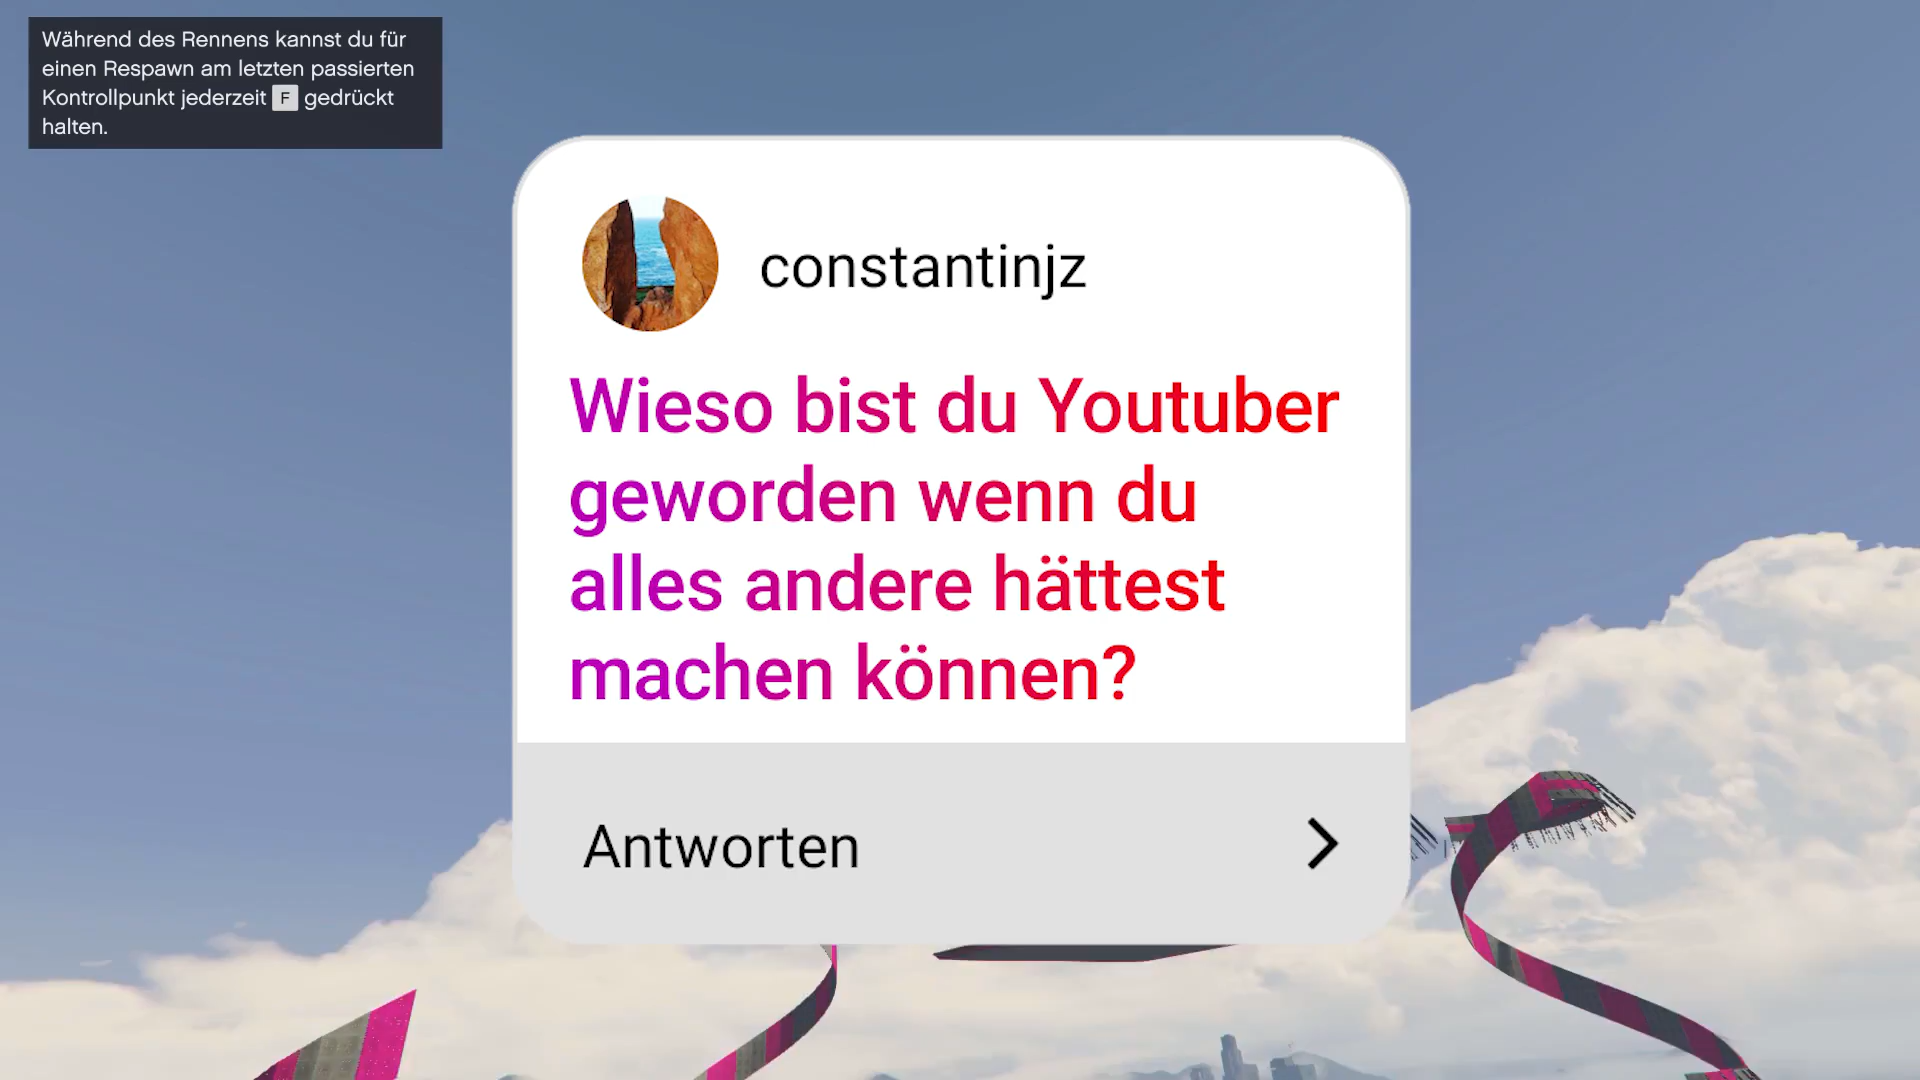 Während des Rennens kannst du für
einen Respawn am letzten passierten
Kontrollpunkt jederzeit F gedrückt
halten.
constantinjz
Wieso bist du Youtuber
geworden wenn du
alles andere hättest
machen können?
Antworten